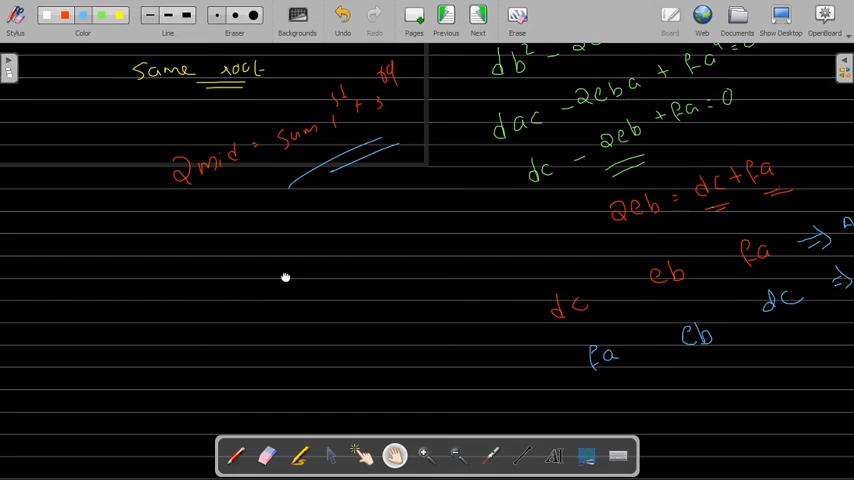 Stylus Color Line Eraser Backgrounds Undo Redo Pages Previous Next Erase Board Web Documents Show Desktop OpenBoard
Same root
2 mid = sum 1st + 3rd
db² - 2e
dac - 2eba + fa² = 0
dc - 2eb + fa = 0
2eb = dc + fa
dc eb fa ⇒ A
fa eb dc ⇒
AI